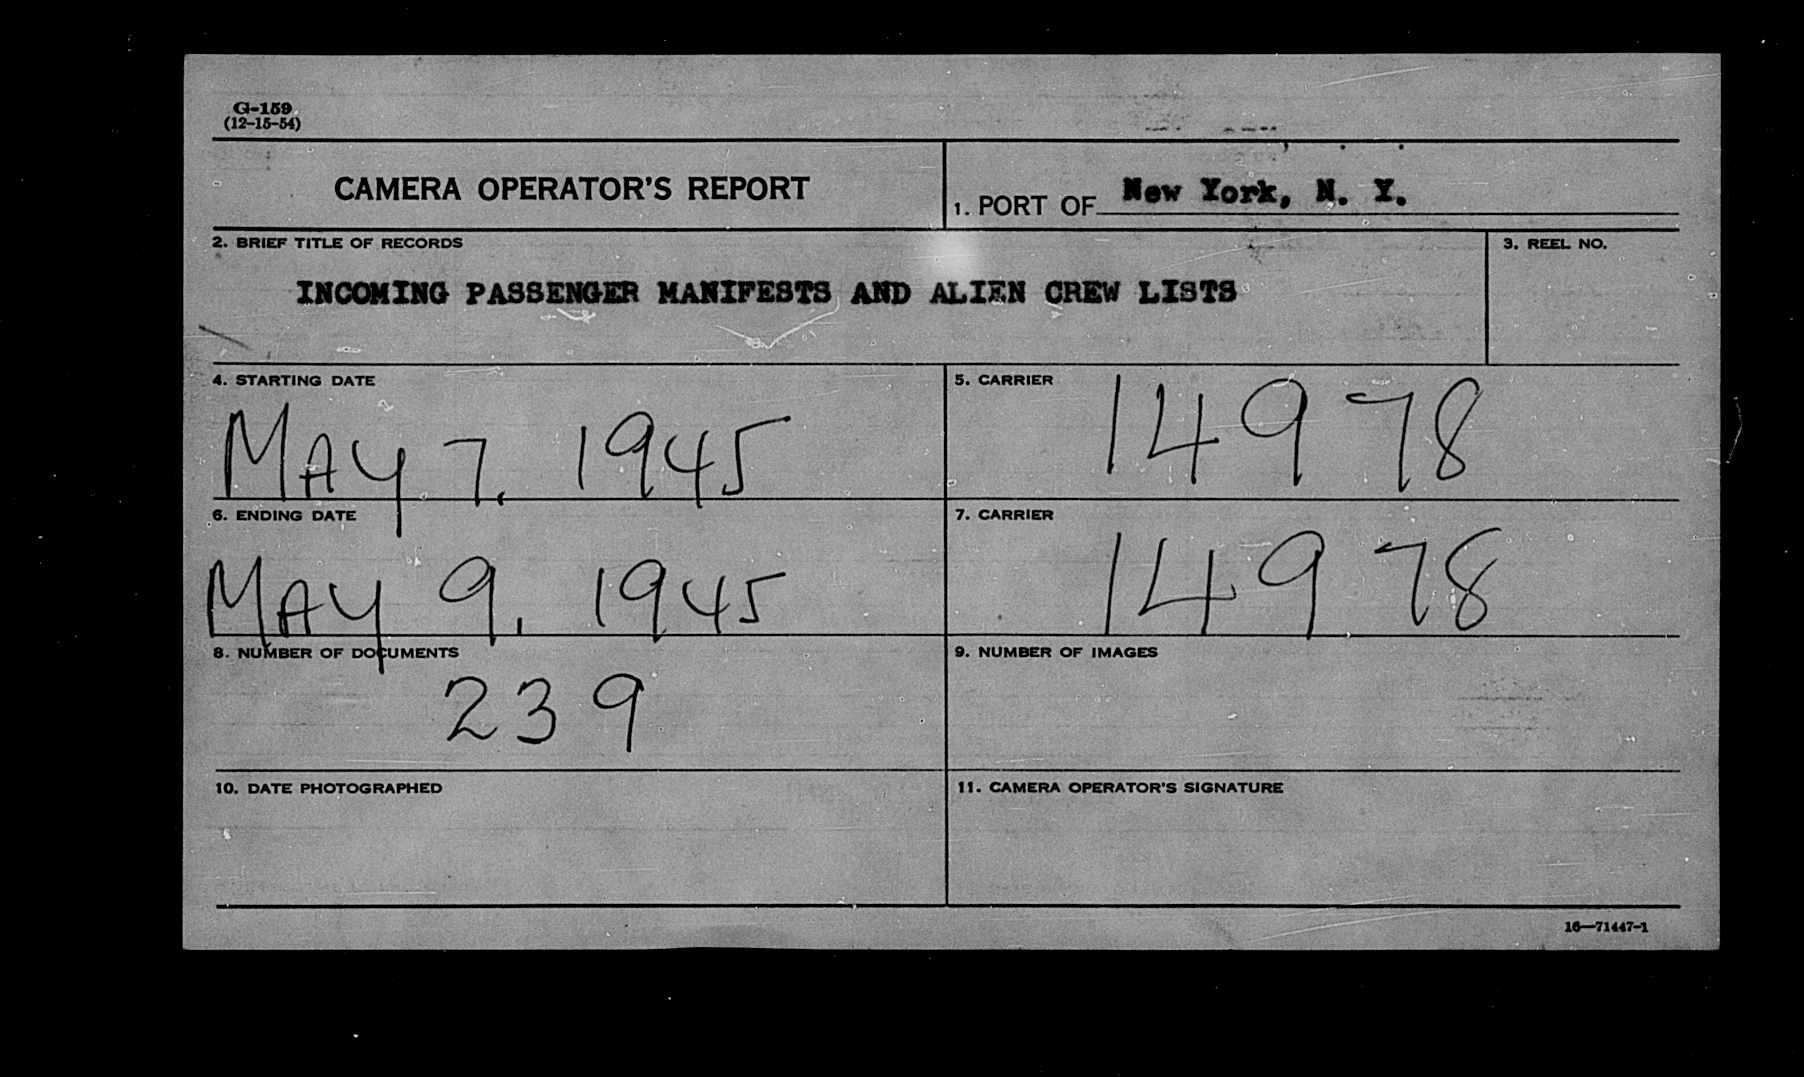 G-159
(12-15-54)
CAMERA OPERATOR'S REPORT
1. PORT OF New York, N. Y.
2. BRIEF TITLE OF RECORDS
3. REEL NO.
INCOMING PASSENGER MANIFESTS AND ALIEN CREW LISTS
4. STARTING DATE
5. CARRIER
MAY 7. 1945
14978
6. ENDING DATE
7. CARRIER
MAY 9, 1945
14978
8. NUMBER OF DOCUMENTS
9. NUMBER OF IMAGES
239
10. DATE PHOTOGRAPHED
11. CAMERA OPERATOR'S SIGNATURE
16—71447-1